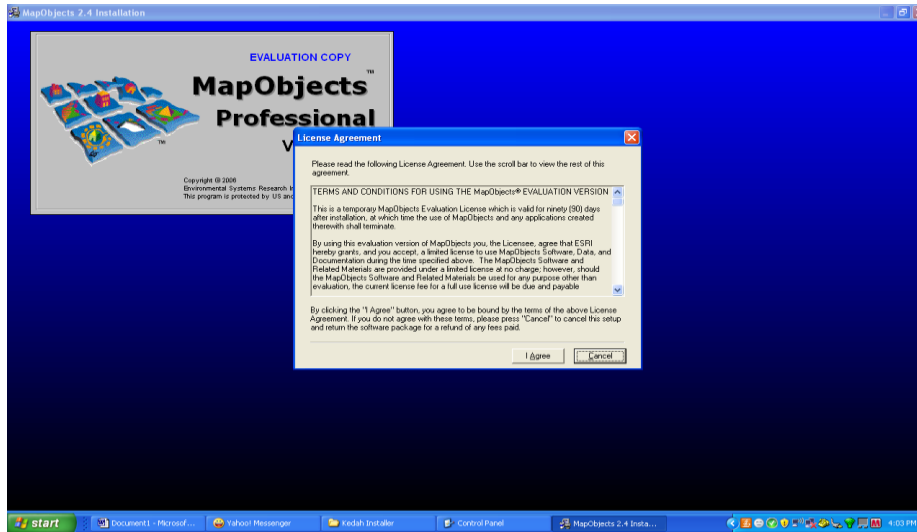 MapObjects 2.4 Installation
EVALUATION COPY
MapObjects™
Professional
V
TM
Copyright © 2006
Environmental Systems Research In
This program is protected by US and
License Agreement
Please read the following License Agreement. Use the scroll bar to view the rest of this
agreement.
TERMS AND CONDITIONS FOR USING THE MapObjects® EVALUATION VERSION
This is a temporary MapObjects Evaluation License which is valid for ninety (90) days
after installation, at which time the use of MapObjects and any applications created
therewith shall terminate.
By using this evaluation version of MapObjects you, the Licensee, agree that ESRI
hereby grants, and you accept, a limited license to use MapObjects Software, Data, and
Documentation during the time specified above. The MapObjects Software and
Related Materials are provided under a limited license at no charge; however, should
the MapObjects Software and Related Materials be used for any purpose other than
evaluation, the current license fee for a full use license will be due and payable
By clicking the "I Agree" button, you agree to be bound by the terms of the above License
Agreement. If you do not agree with these terms, please press "Cancel" to cancel this setup
and return the software package for a refund of any fees paid.
I Agree
Cancel
start
Document1 - Microsof...
Yahoo! Messenger
Kedah Installer
Control Panel
MapObjects 2.4 Insta...
4:03 PM